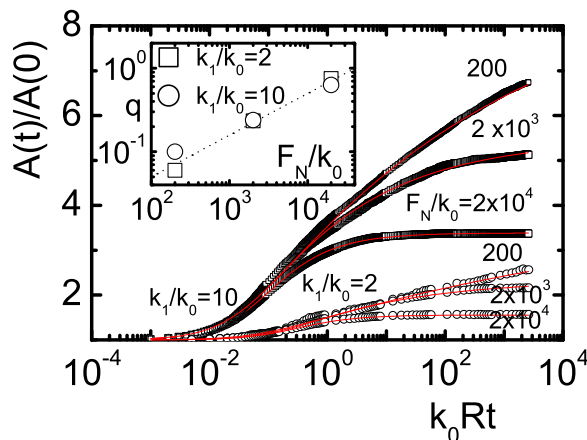 A(t)/A(0)
8
6
4
2
10⁻⁴
10⁻²
10⁰
10²
10⁴
k₀Rt
q
10⁰
10⁻¹
10²
10³
10⁴
F_N/k₀
k₁/k₀=2
k₁/k₀=10
200
2 x10³
F_N/k₀=2x10⁴
200
2x10³
2x10⁴
k₁/k₀=10
k₁/k₀=2